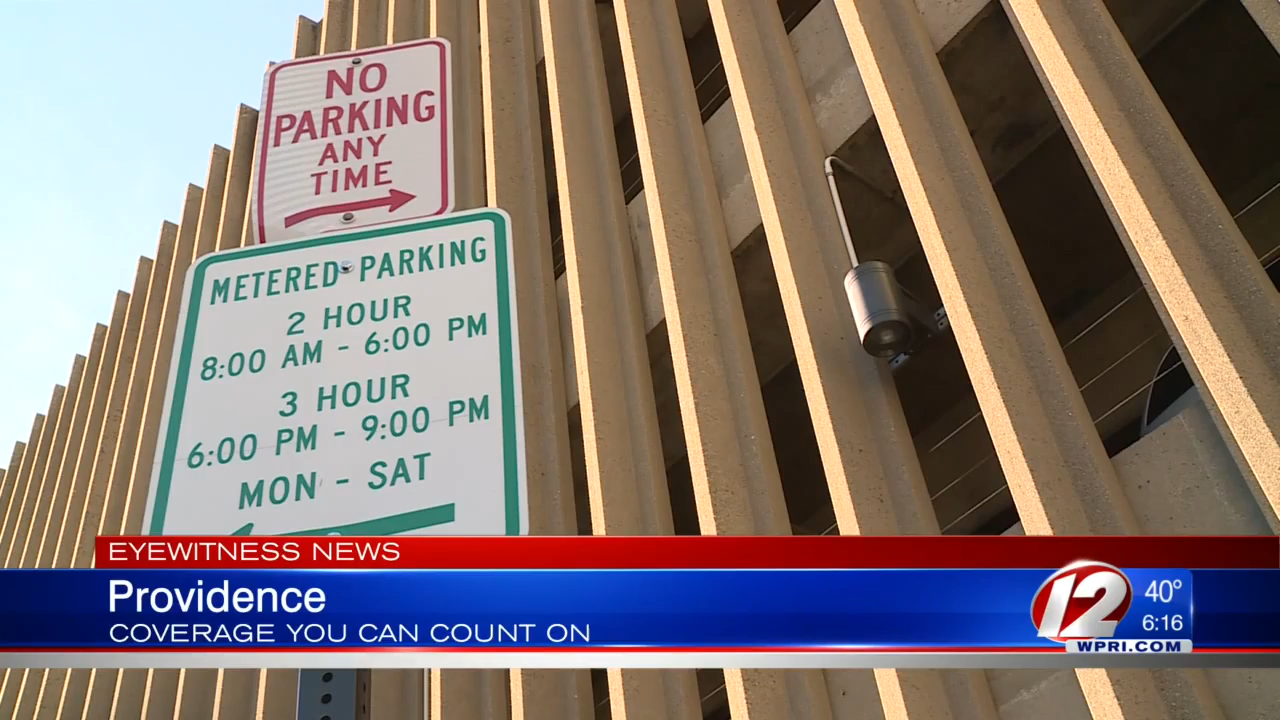 NO
PARKING
ANY
TIME
METERED PARKING
2 HOUR
8:00 AM - 6:00 PM
3 HOUR
6:00 PM - 9:00 PM
MON - SAT
EYEWITNESS NEWS
Providence
COVERAGE YOU CAN COUNT ON
12
40°
6:16
WPRI.COM